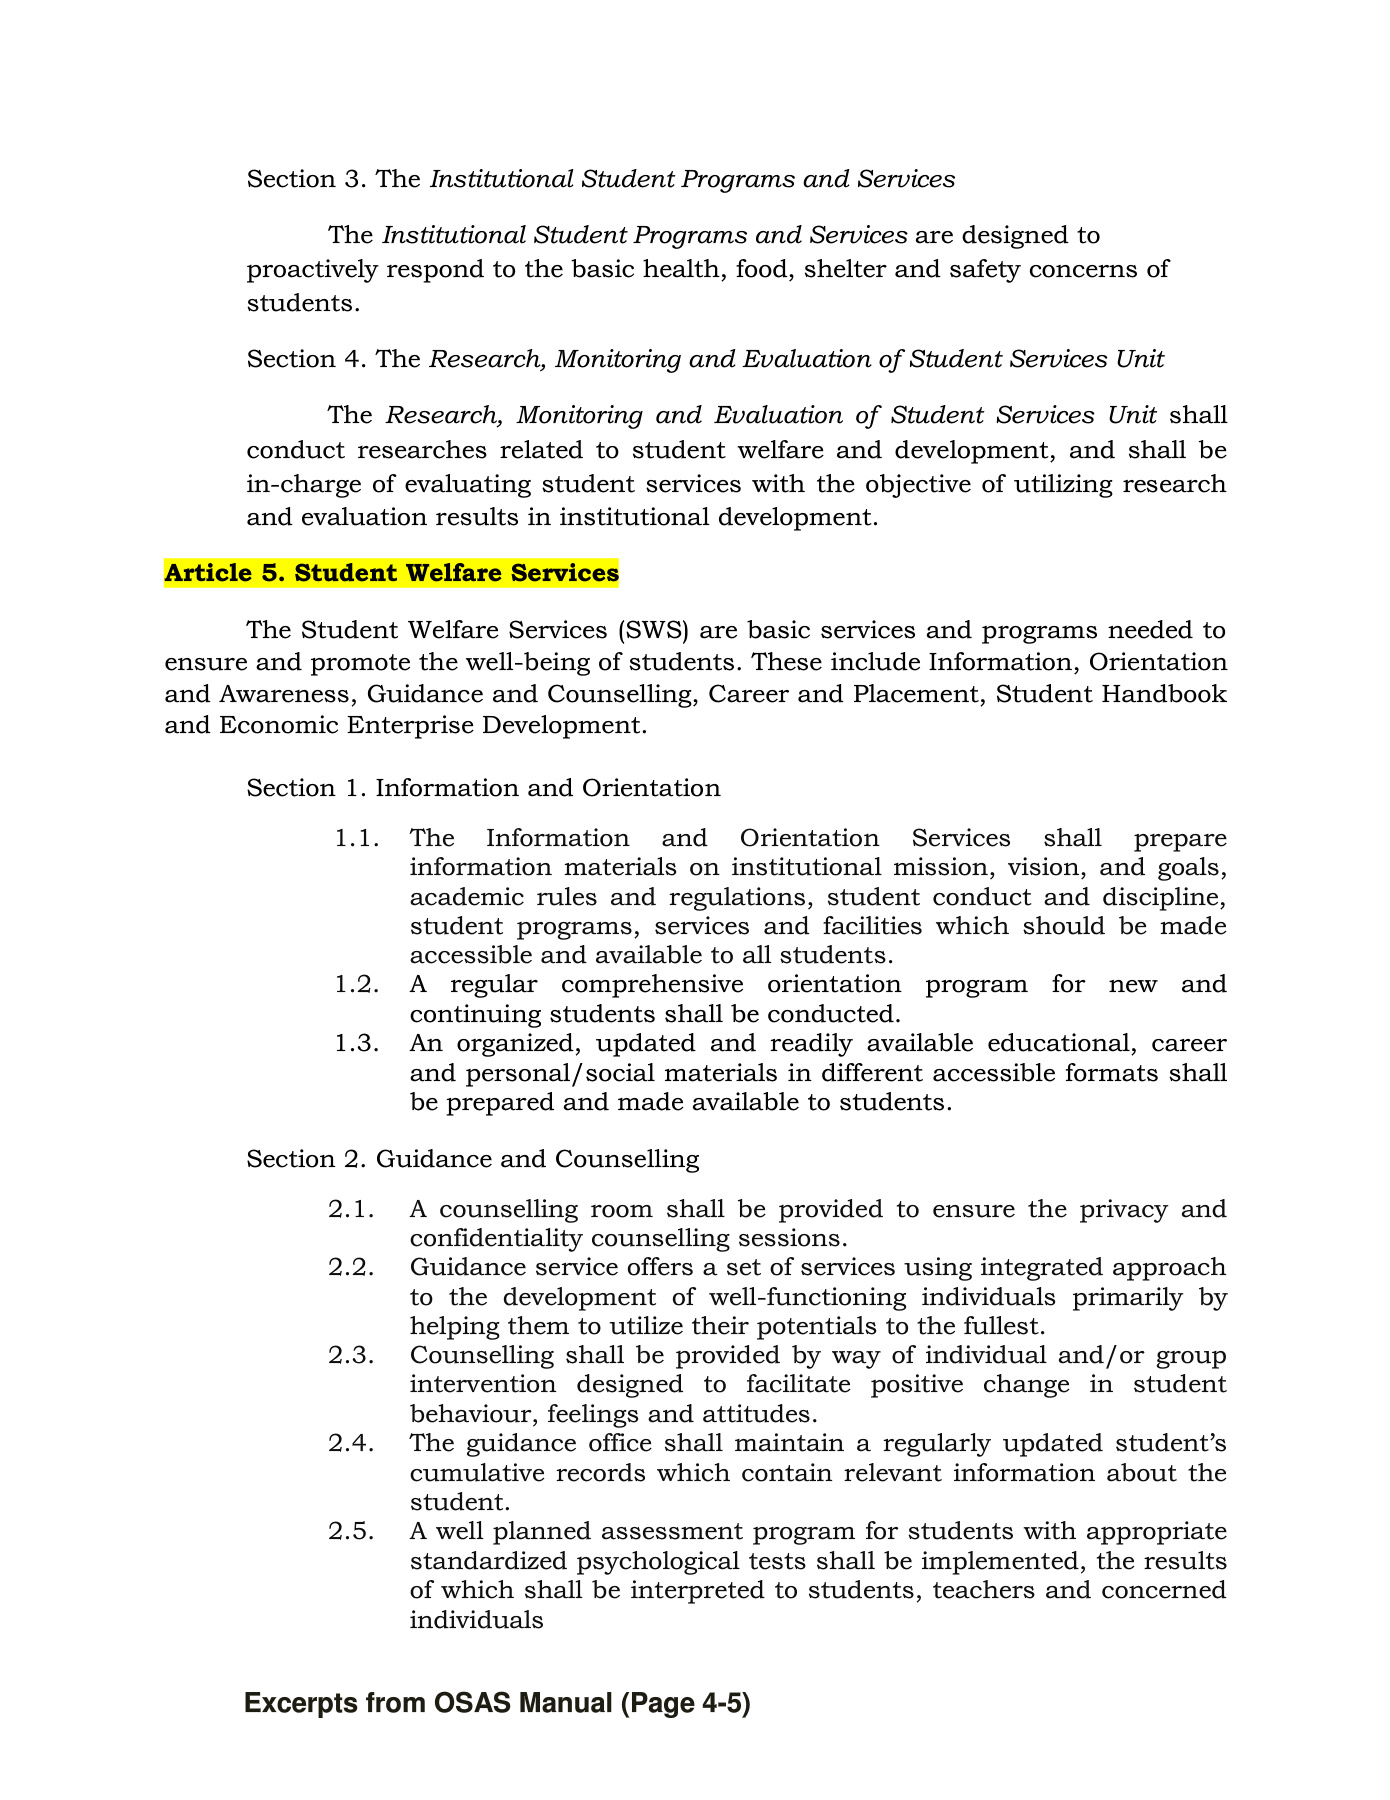 Section 3. The Institutional Student Programs and Services
The Institutional Student Programs and Services are designed to
proactively respond to the basic health, food, shelter and safety concerns of
students.
Section 4. The Research, Monitoring and Evaluation of Student Services Unit
The Research, Monitoring and Evaluation of Student Services Unit shall
conduct researches related to student welfare and development, and shall be
in-charge of evaluating student services with the objective of utilizing research
and evaluation results in institutional development.
Article 5. Student Welfare Services
The Student Welfare Services (SWS) are basic services and programs needed to
ensure and promote the well-being of students. These include Information, Orientation
and Awareness, Guidance and Counselling, Career and Placement, Student Handbook
and Economic Enterprise Development.
Section 1. Information and Orientation
1.1. The Information and Orientation Services shall prepare
information materials on institutional mission, vision, and goals,
academic rules and regulations, student conduct and discipline,
student programs, services and facilities which should be made
accessible and available to all students.
1.2. A regular comprehensive orientation program for new and
continuing students shall be conducted.
1.3. An organized, updated and readily available educational, career
and personal/social materials in different accessible formats shall
be prepared and made available to students.
Section 2. Guidance and Counselling
2.1. A counselling room shall be provided to ensure the privacy and
confidentiality counselling sessions.
2.2. Guidance service offers a set of services using integrated approach
to the development of well-functioning individuals primarily by
helping them to utilize their potentials to the fullest.
2.3. Counselling shall be provided by way of individual and/or group
intervention designed to facilitate positive change in student
behaviour, feelings and attitudes.
2.4. The guidance office shall maintain a regularly updated student’s
cumulative records which contain relevant information about the
student.
2.5. A well planned assessment program for students with appropriate
standardized psychological tests shall be implemented, the results
of which shall be interpreted to students, teachers and concerned
individuals
Excerpts from OSAS Manual (Page 4-5)